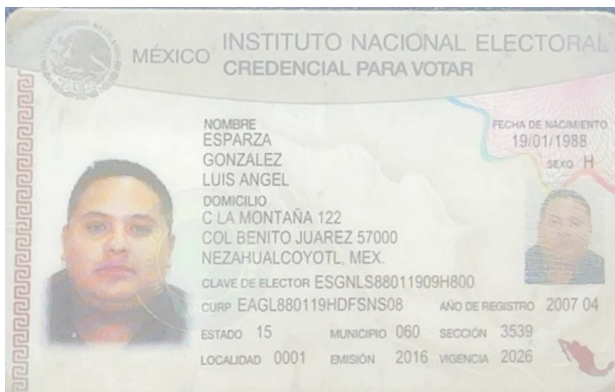 MÉXICO INSTITUTO NACIONAL ELECTORAL
CREDENCIAL PARA VOTAR
NOMBRE
ESPARZA
GONZALEZ
LUIS ANGEL
FECHA DE NACIMIENTO
19/01/1988
SEXO H
DOMICILIO
C LA MONTAÑA 122
COL BENITO JUAREZ 57000
NEZAHUALCOYOTL, MEX.
CLAVE DE ELECTOR ESGNLS88011909H800
CURP EAGL880119HDFSNS08 AÑO DE REGISTRO 2007 04
ESTADO 15 MUNICIPIO 060 SECCIÓN 3539
LOCALIDAD 0001 EMISIÓN 2016 VIGENCIA 2026